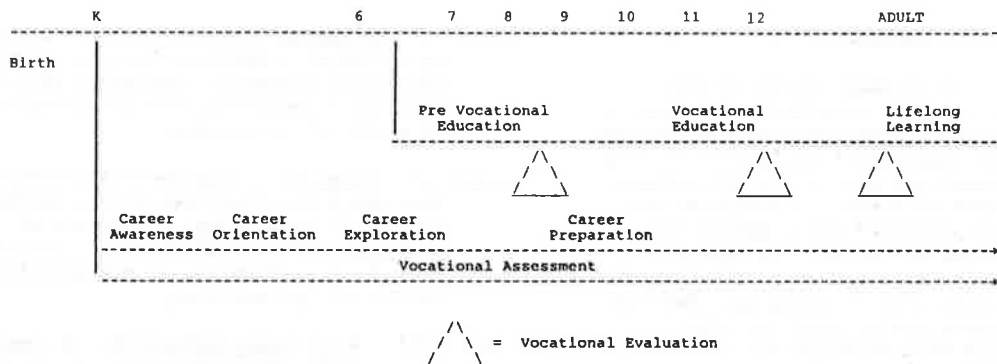 K 6 7 8 9 10 11 12 ADULT
Birth
Pre Vocational Vocational Lifelong
Education Education Learning
Career Career Career Career
Awareness Orientation Exploration Preparation
Vocational Assessment
= Vocational Evaluation